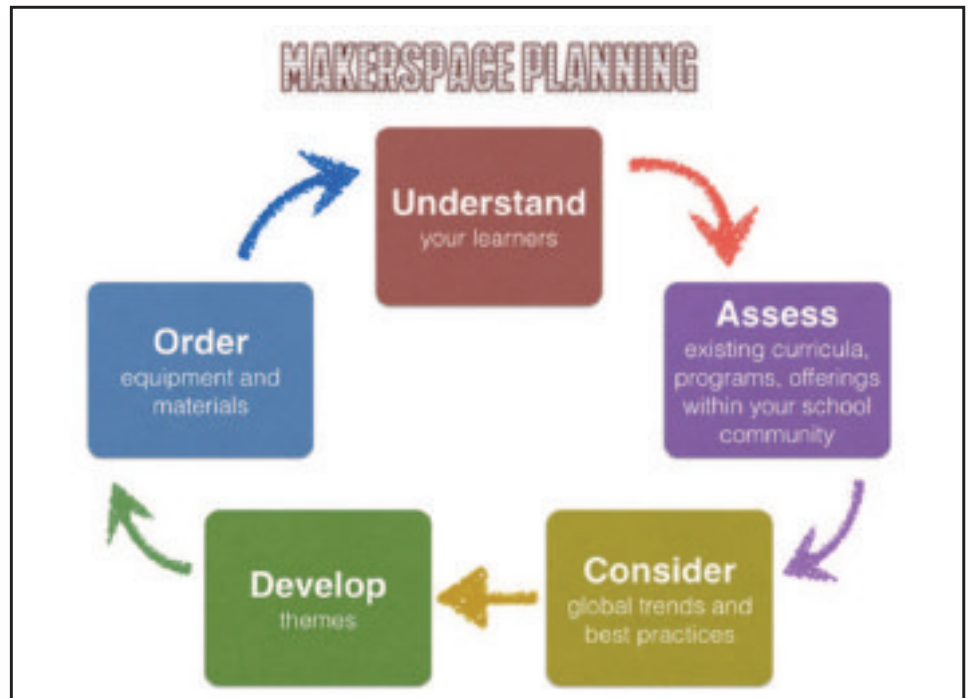 MAKERSPACE PLANNING
Understand
your learners
Assess
existing curricula,
programs, offerings
within your school
community
Consider
global trends and
best practices
Develop
themes
Order
equipment and
materials